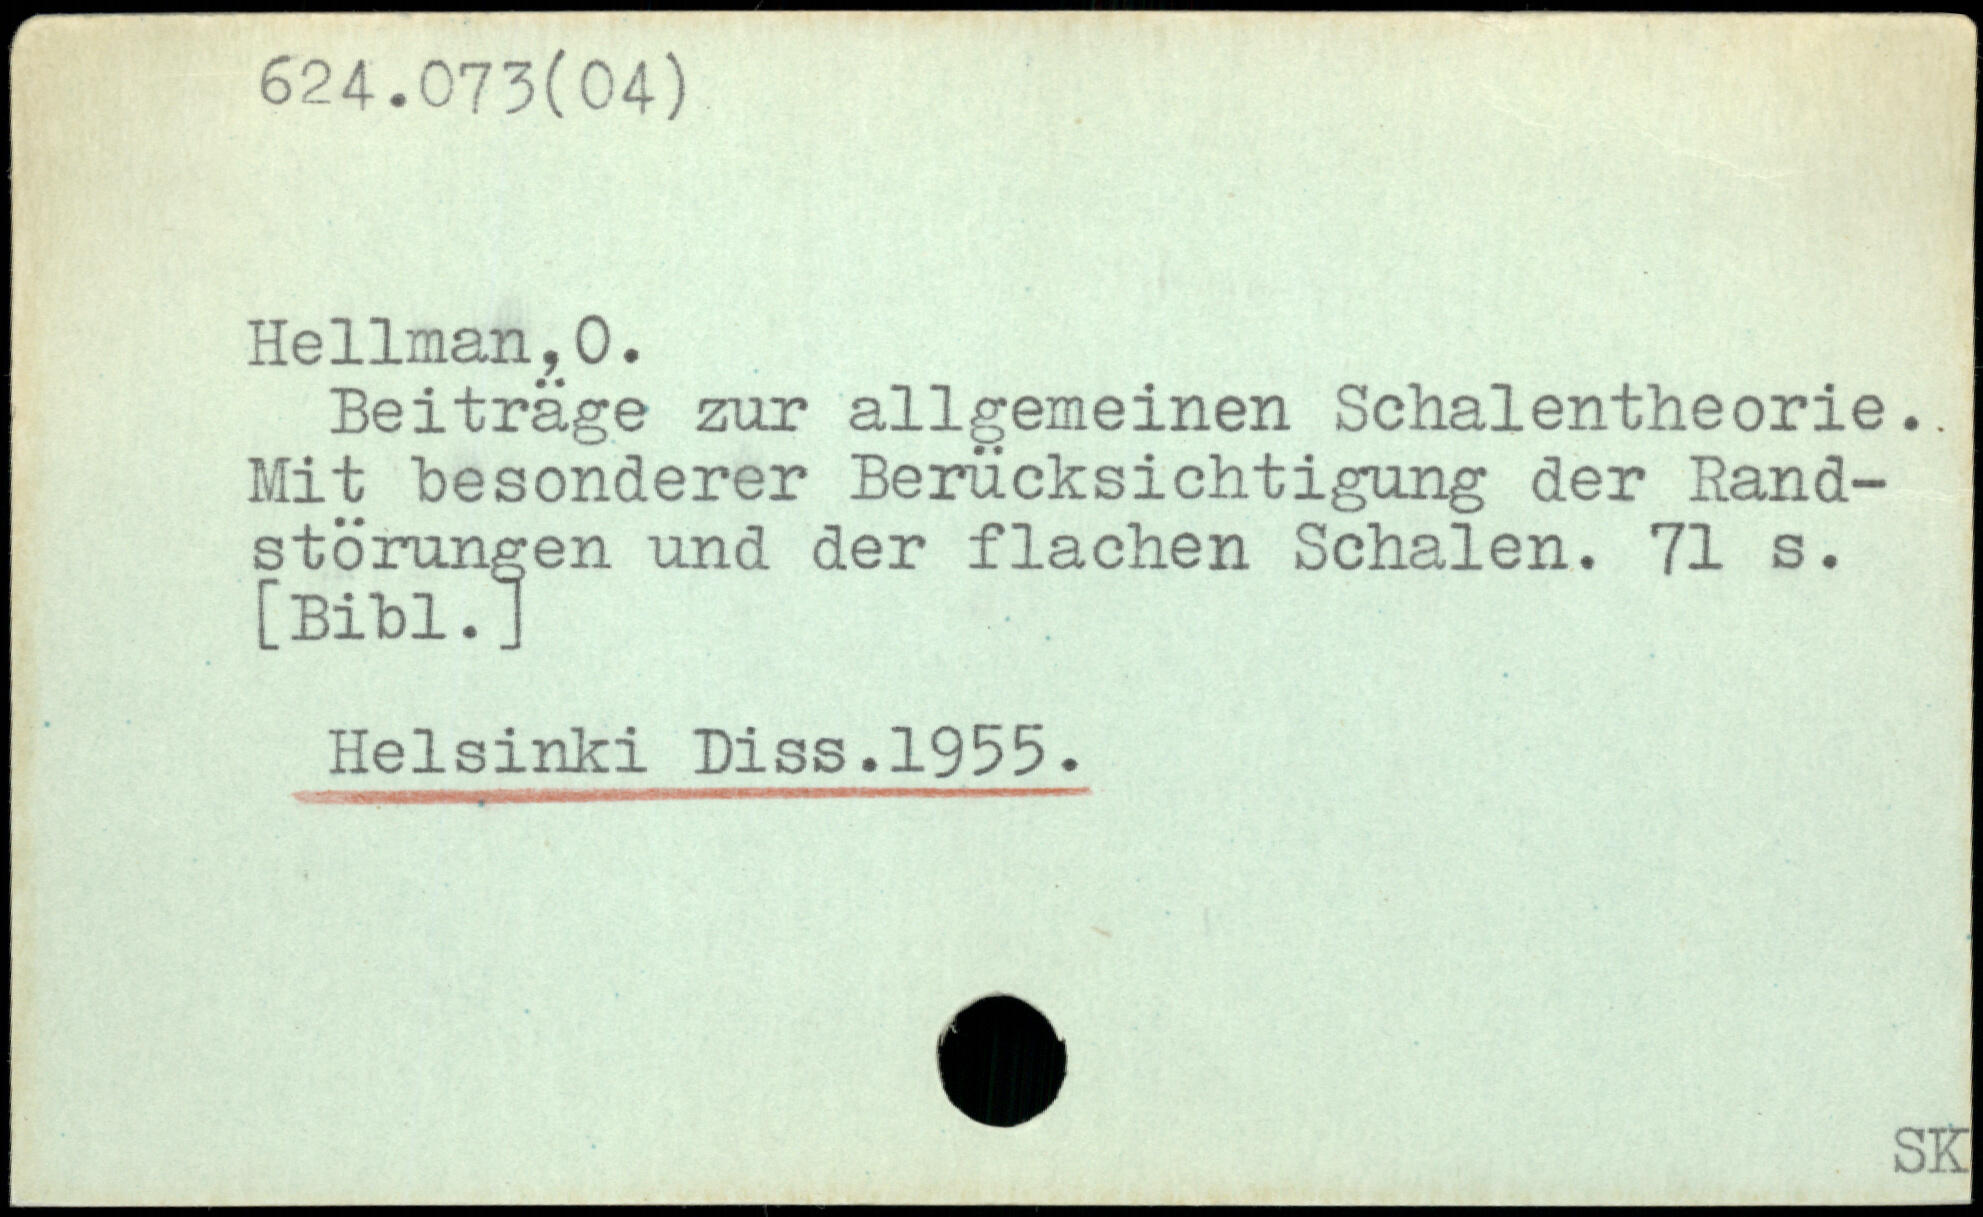 624.073(04)
Hellman,O.
Beiträge zur allgemeinen Schalentheorie.
Mit besonderer Berücksichtigung der Rand-
störungen und der flachen Schalen. 71 s.
[Bibl.]
Helsinki Diss.1955.
SK